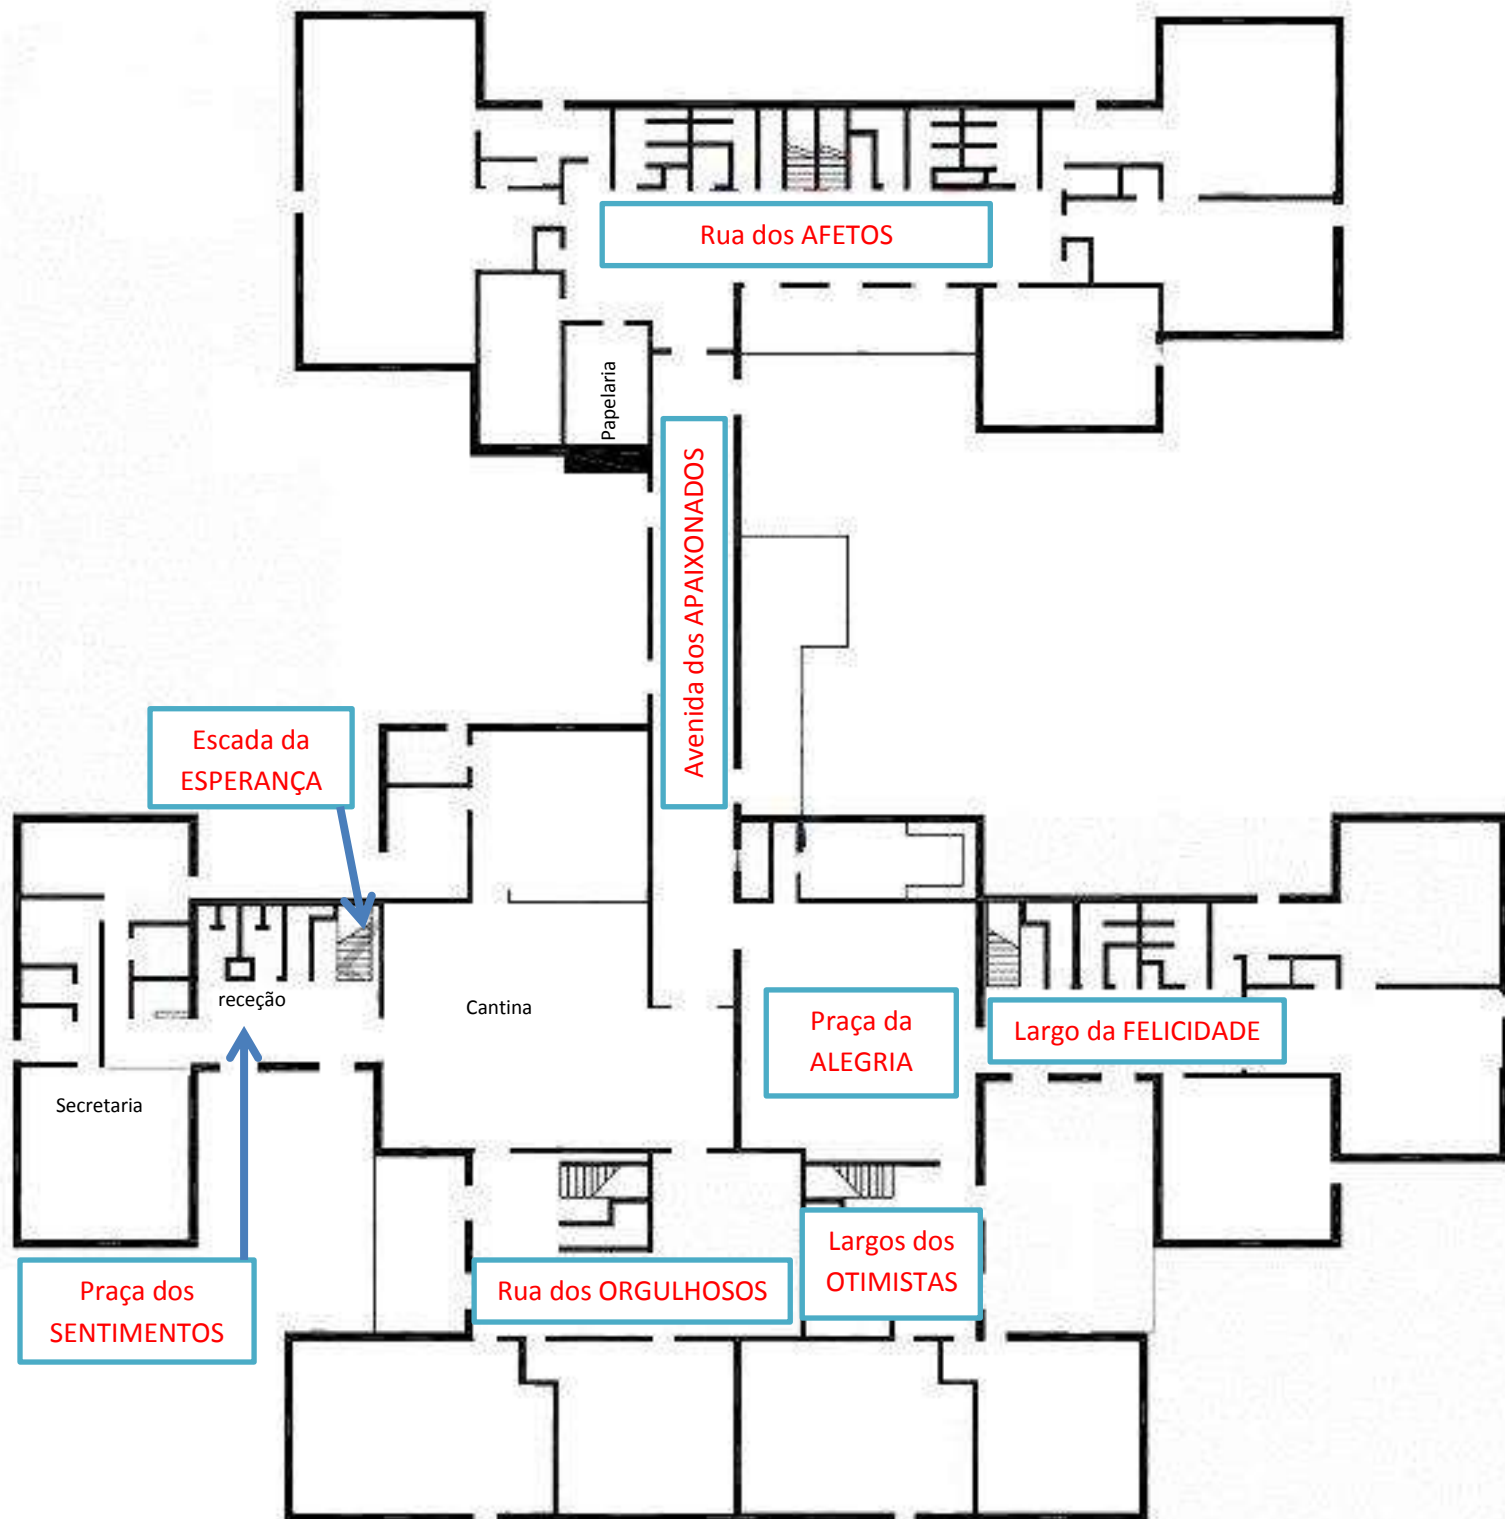 Rua dos AFETOS
Papelaria
Avenida dos APAIXONADOS
Escada da
ESPERANÇA
receção
Cantina
Praça da
ALEGRIA
Largo da FELICIDADE
Secretaria
Praça dos
SENTIMENTOS
Rua dos ORGULHOSOS
Largos dos
OTIMISTAS